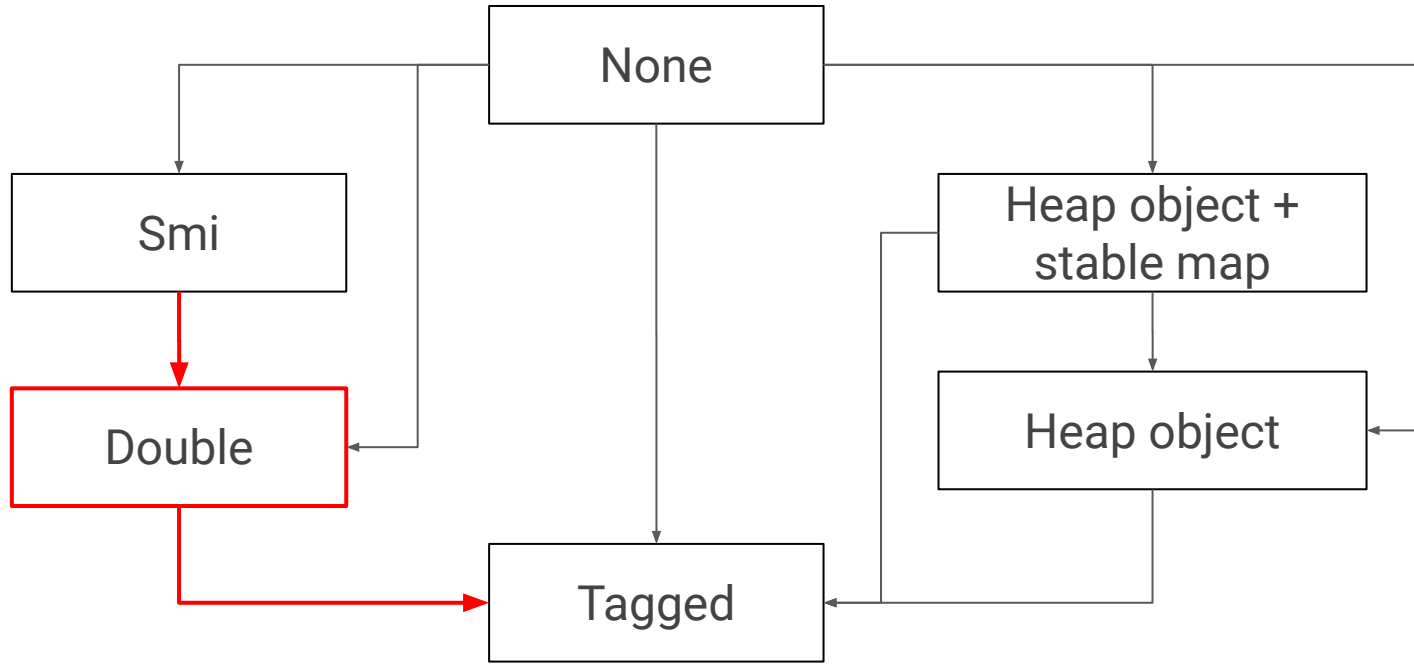 None
Smi
Heap object +
stable map
Double
Heap object
Tagged